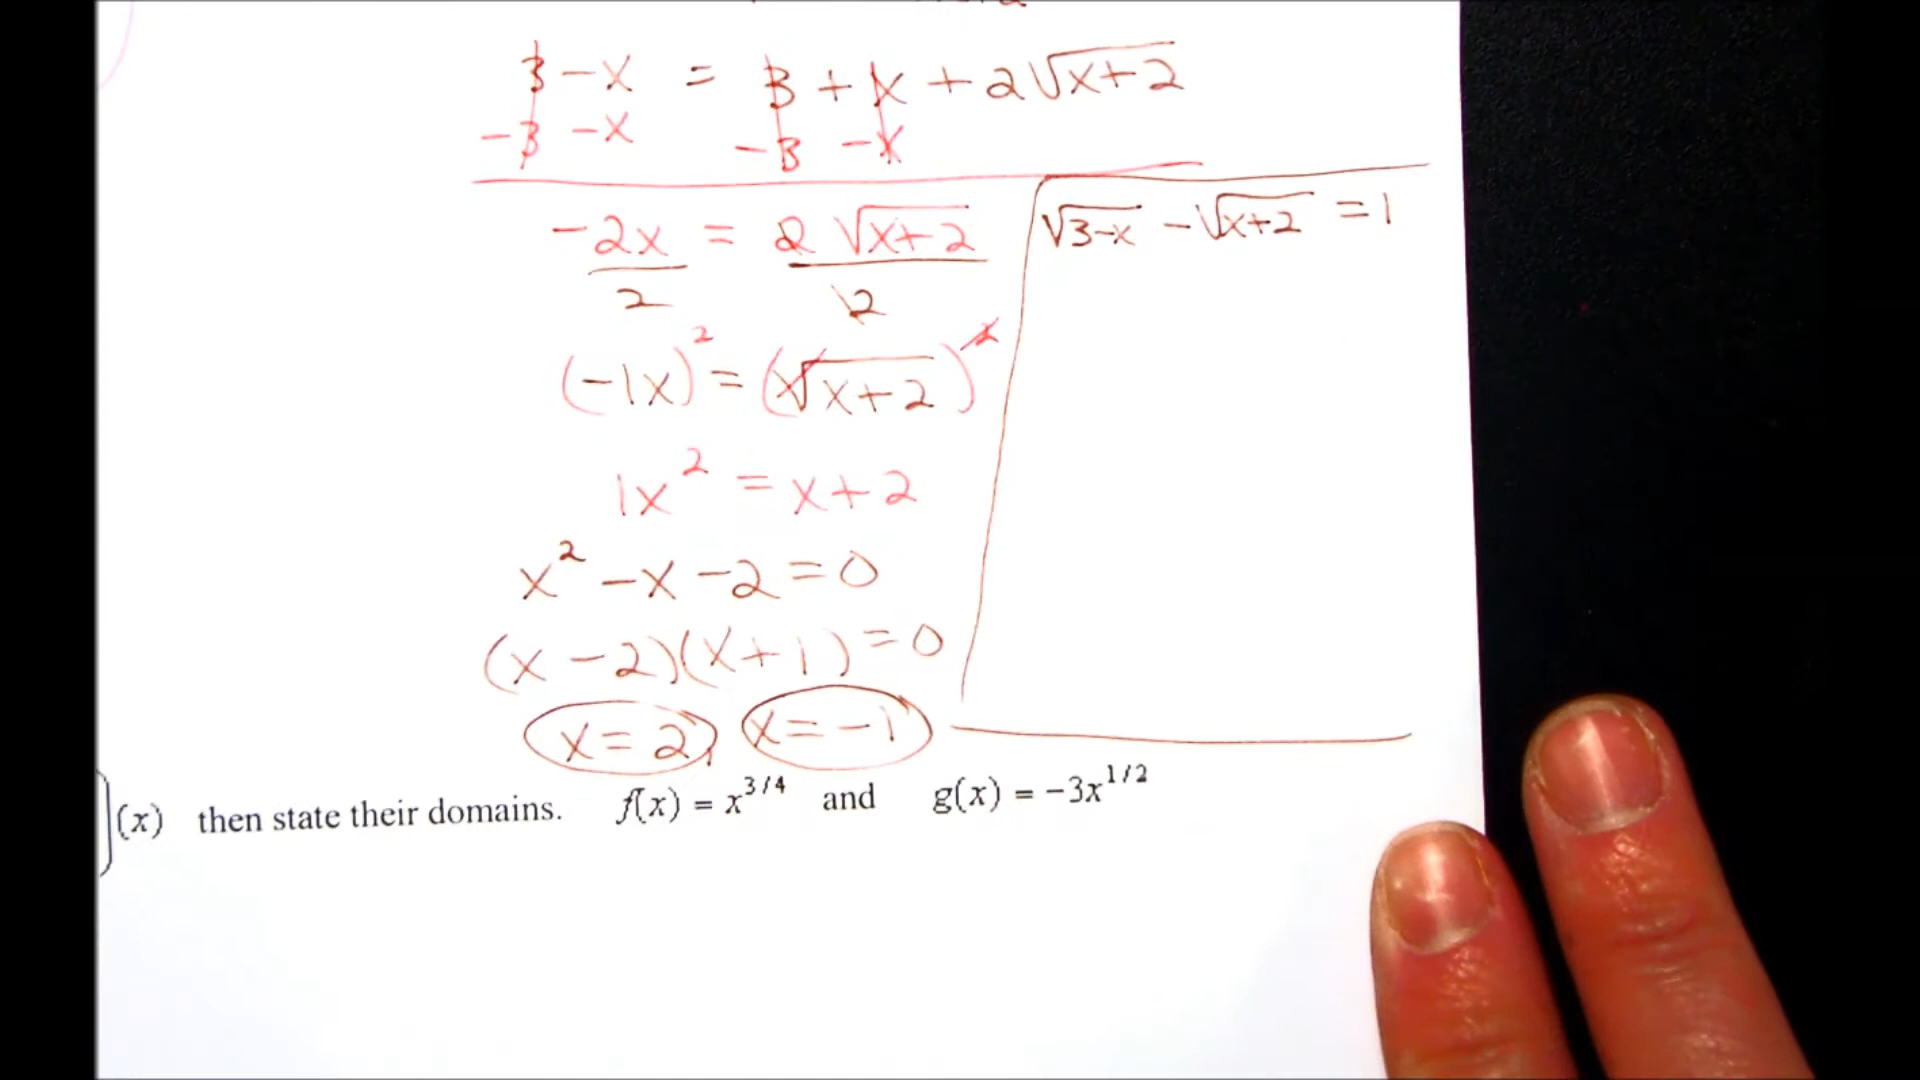 3 - x = 3 + x + 2√(x+2)
-3 -x -3 -x
-2x = 2√(x+2)
2 2
(-1x)² = (√(x+2))²
1x² = x+2
x² - x - 2 = 0
(x - 2)(x + 1) = 0
x = 2, x = -1
√(3-x) - √(x+2) = 1
(x) then state their domains. f(x) = x^3/4 and g(x) = -3x^1/2